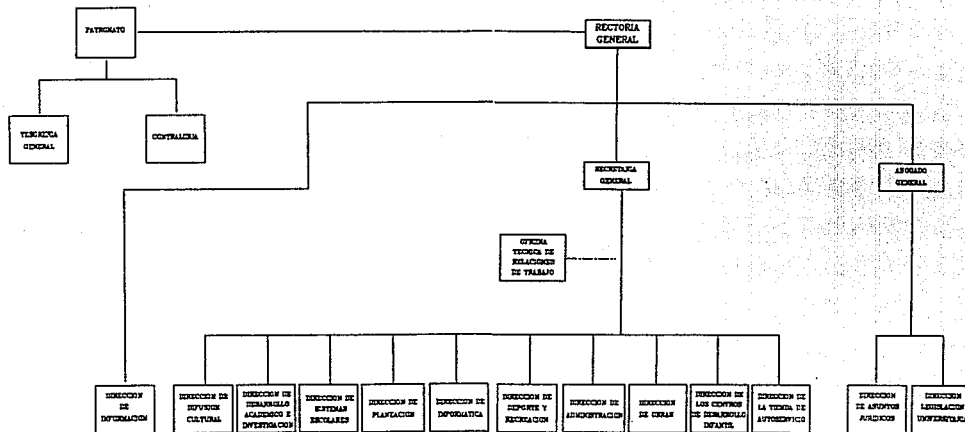 PATRONATO
RECTORIA
GENERAL
TESORERIA
GENERAL
CONTRALORIA
SECRETARIA
GENERAL
ABOGADO
GENERAL
OFICINA
TECNICA DE
RELACIONES
DE TRABAJO
DIRECCION
DE
INFORMACION
DIRECCION DE
DIFUSION
CULTURAL
DIRECCION DE
DESARROLLO
ACADEMICO E
INVESTIGACION
DIRECCION DE
SISTEMAS
ESCOLARES
DIRECCION DE
PLANEACION
DIRECCION
DE INFORMATICA
DIRECCION DE
DEPORTE Y
RECREACION
DIRECCION
DE ADMINISTRACION
DIRECCION
DE OBRAS
DIRECCION DE
LOS CENTROS
DE DESARROLLO
INFANTIL
DIRECCION DE
LA TIENDA DE
AUTOSERVICIO
DIRECCION
DE ASUNTOS
JURIDICOS
DIRECCION
LEGISLACION
UNIVERSITARIA